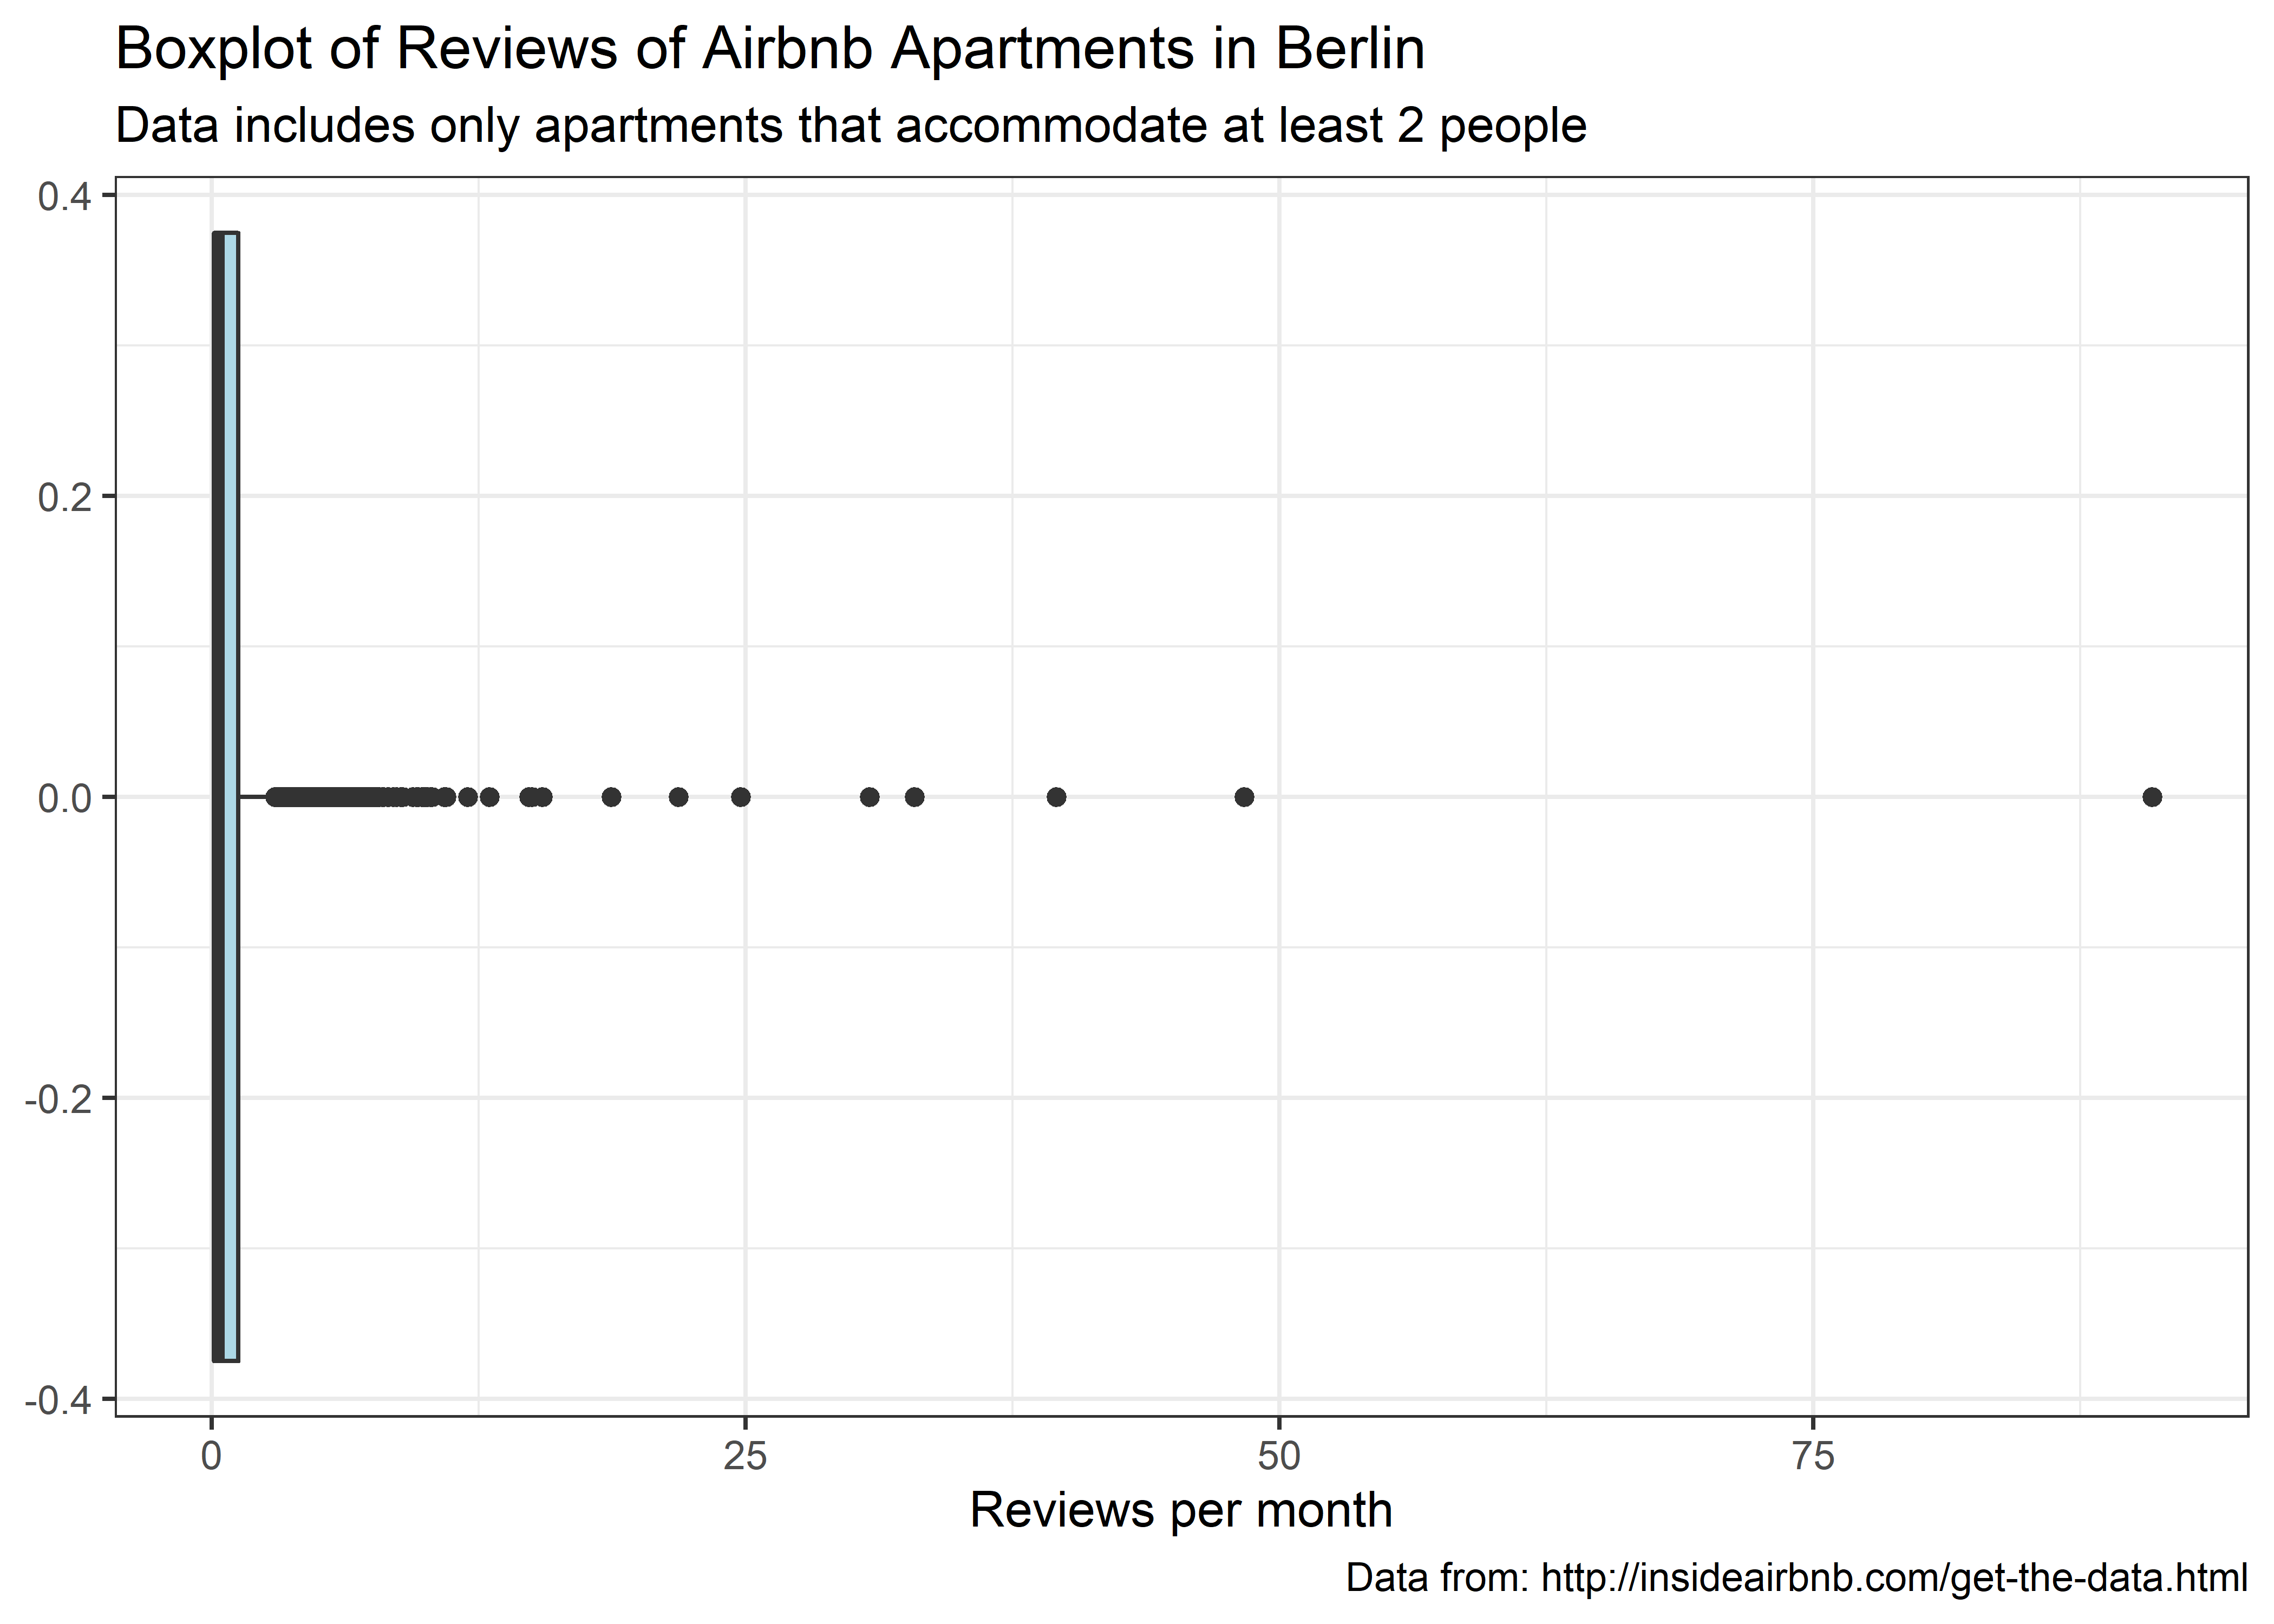 Boxplot of Reviews of Airbnb Apartments in Berlin
Data includes only apartments that accommodate at least 2 people
0.4
0.2
0.0
-0.2
-0.4
0 25 50 75
Reviews per month
Data from: http://insideairbnb.com/get-the-data.html